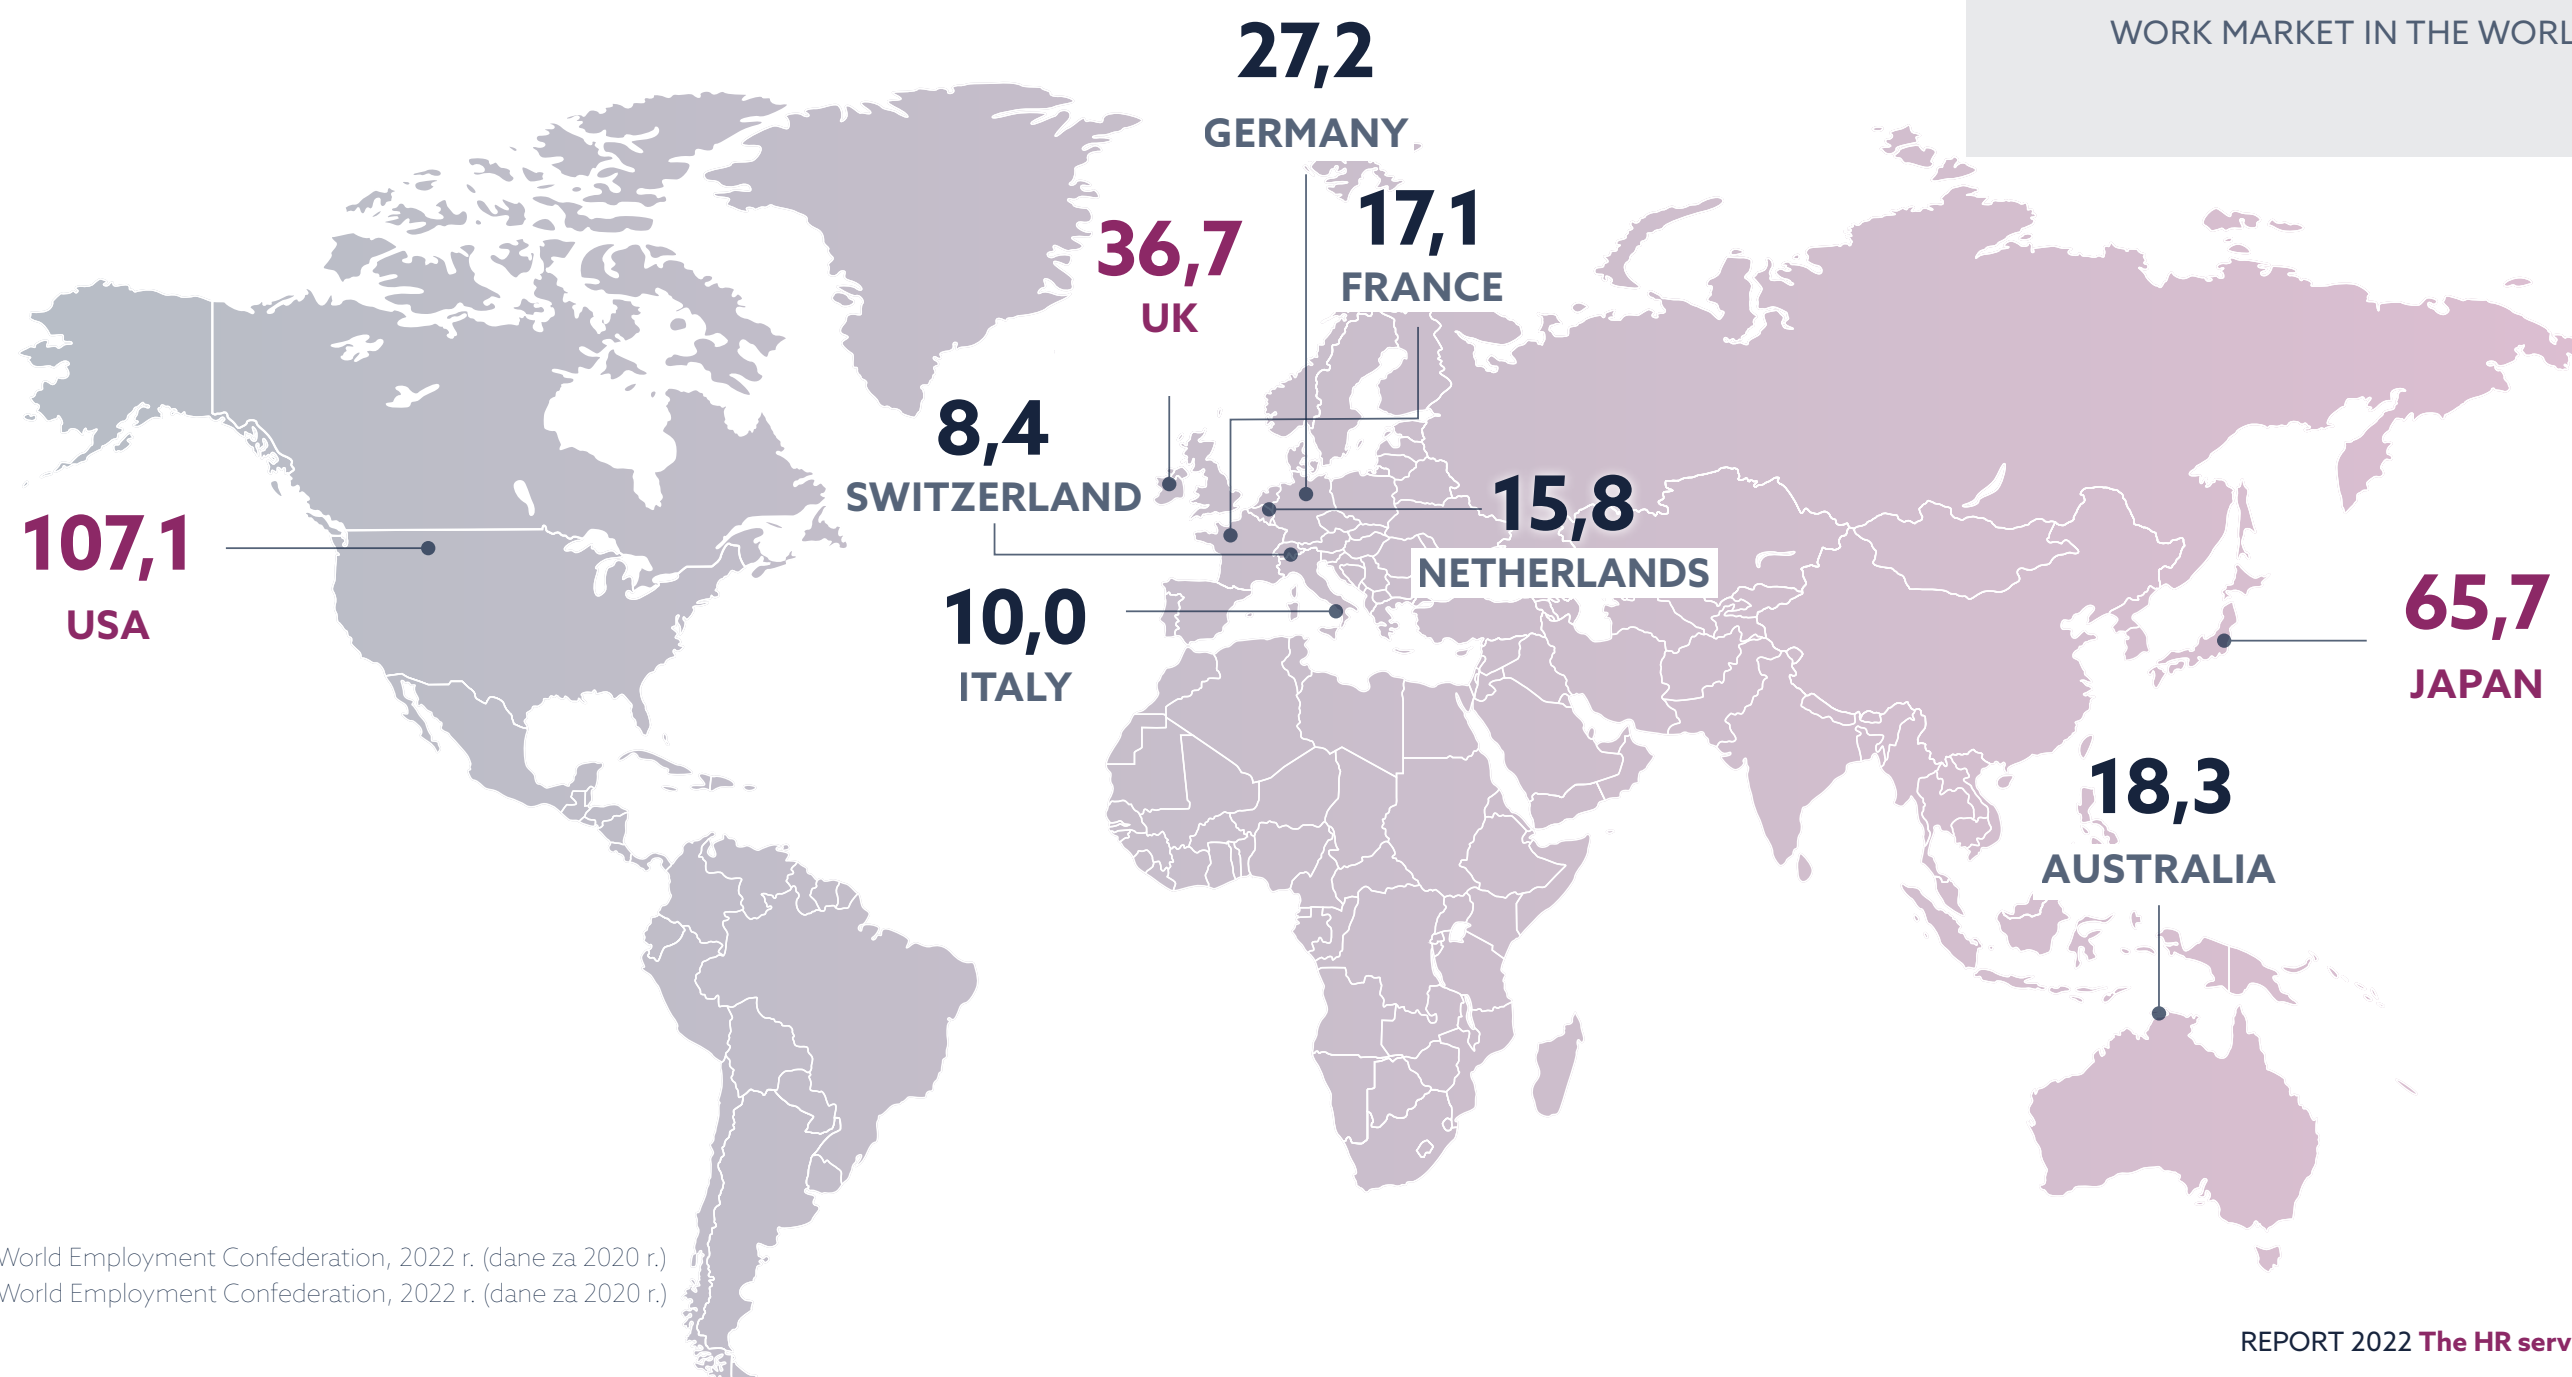 WORK MARKET IN THE WORL
27,2
GERMANY
17,1
FRANCE
36,7
UK
8,4
SWITZERLAND
15,8
NETHERLANDS
107,1
USA
10,0
ITALY
65,7
JAPAN
18,3
AUSTRALIA
World Employment Confederation, 2022 r. (dane za 2020 r.)
World Employment Confederation, 2022 r. (dane za 2020 r.)
REPORT 2022 The HR serv